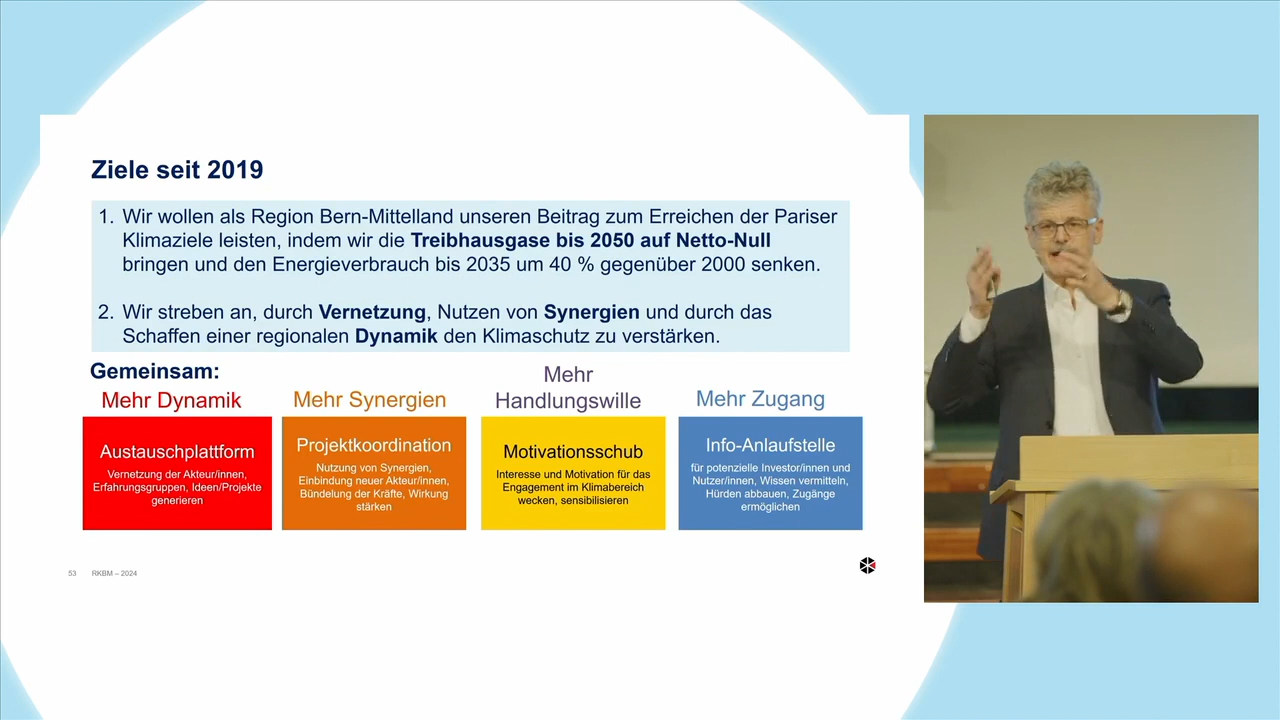 Ziele seit 2019
1. Wir wollen als Region Bern-Mittelland unseren Beitrag zum Erreichen der Pariser
Klimaziele leisten, indem wir die Treibhausgase bis 2050 auf Netto-Null
bringen und den Energieverbrauch bis 2035 um 40 % gegenüber 2000 senken.
2. Wir streben an, durch Vernetzung, Nutzen von Synergien und durch das
Schaffen einer regionalen Dynamik den Klimaschutz zu verstärken.
Gemeinsam:
Mehr Dynamik
Austauschplattform
Vernetzung der Akteur/innen,
Erfahrungsgruppen, Ideen/Projekte
generieren
Mehr Synergien
Projektkoordination
Nutzung von Synergien,
Einbindung neuer Akteur/innen,
Bündelung der Kräfte, Wirkung
stärken
Mehr
Handlungswille
Motivationsschub
Interesse und Motivation für das
Engagement im Klimabereich
wecken, sensibilisieren
Mehr Zugang
Info-Anlaufstelle
für potenzielle Investor/innen und
Nutzer/innen, Wissen vermitteln,
Hürden abbauen, Zugänge
ermöglichen
53 RKBM – 2024